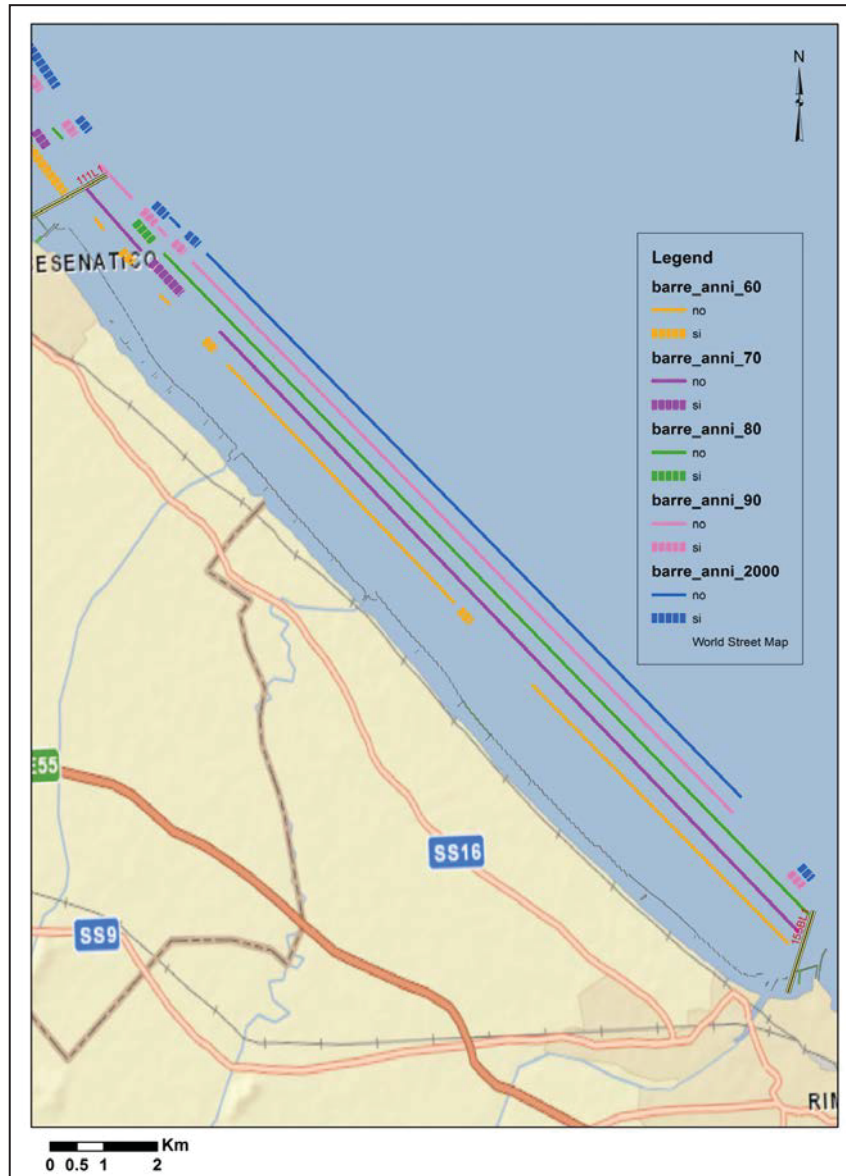 N
111L1
ESENATICO
Legend
barre_anni_60
no
si
barre_anni_70
no
si
barre_anni_80
no
si
barre_anni_90
no
si
barre_anni_2000
no
si
World Street Map
E55
SS16
SS9
RIM
Km
0 0.5 1 2